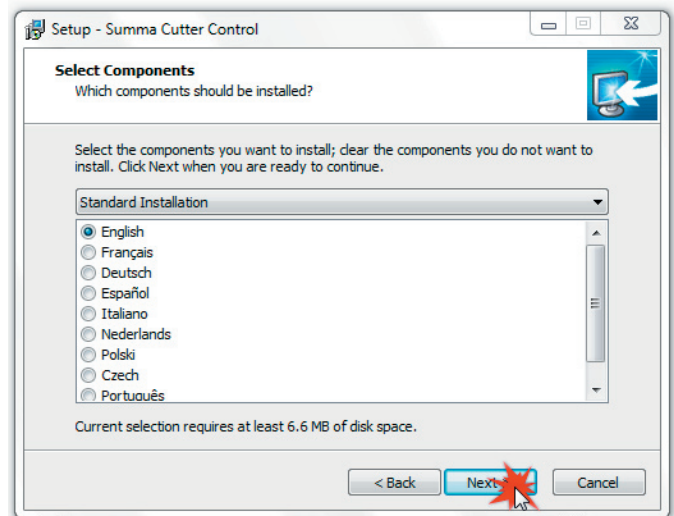 Setup - Summa Cutter Control
Select Components
Which components should be installed?
Select the components you want to install; clear the components you do not want to
install. Click Next when you are ready to continue.
Standard Installation
English
Français
Deutsch
Español
Italiano
Nederlands
Polski
Czech
Português
Current selection requires at least 6.6 MB of disk space.
< Back Next Cancel